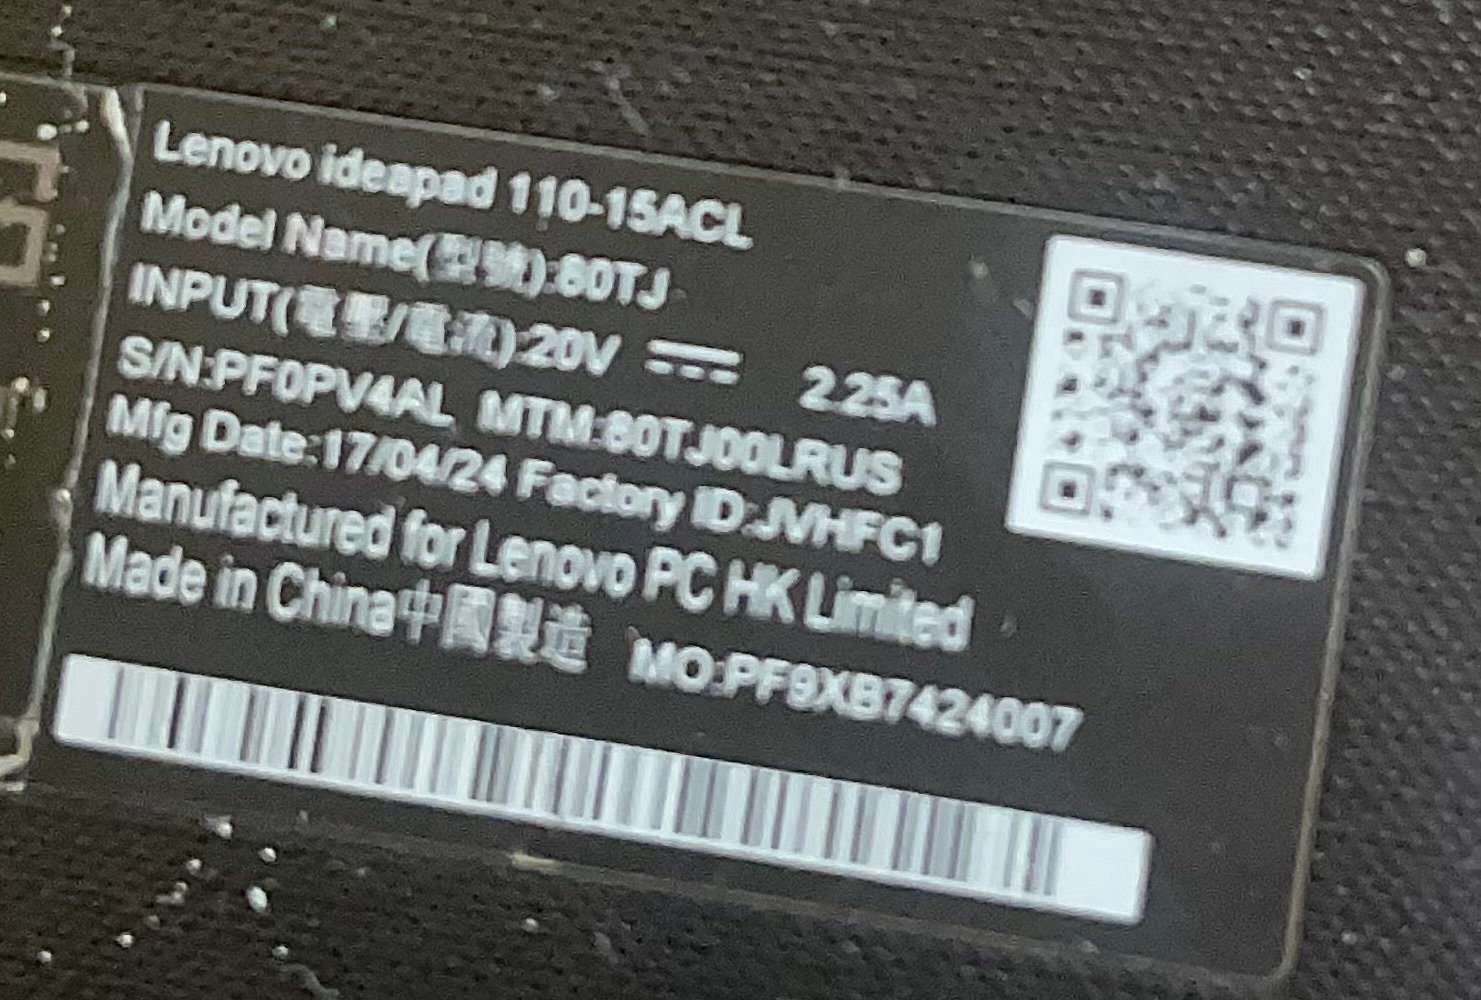 Lenovo ideapad 110-15ACL
Model Name(型號):80TJ
INPUT(電壓/電流):20V ⎓ 2.25A
S/N:PF0PV4AL MTM:80TJ00LRUS
Mfg Date:17/04/24 Factory ID:JVHFC1
Manufactured for Lenovo PC HK Limited
Made in China中國製造 MO:PF9XB7424007